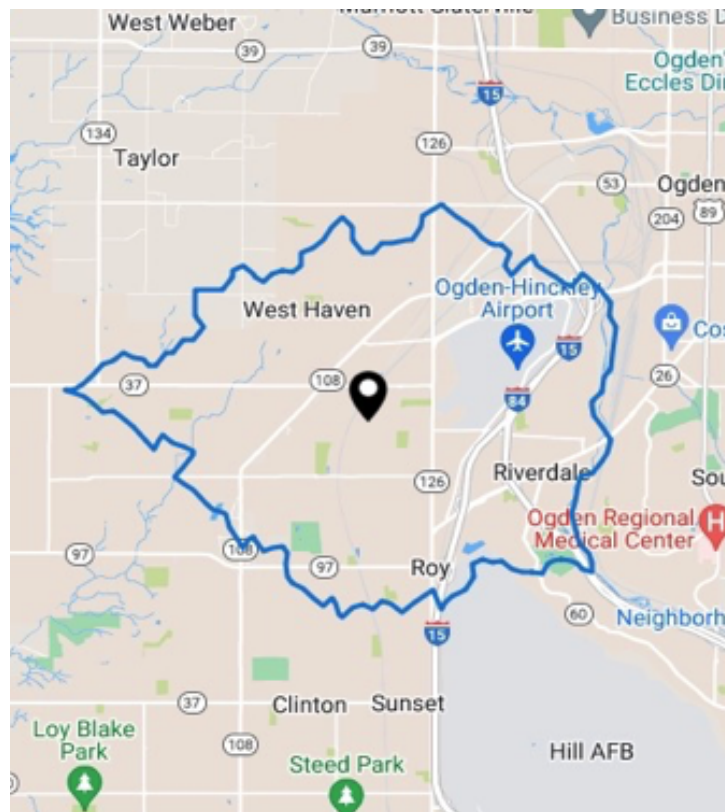 Marriott-Slaterville
West Weber
Business D
39
39
Ogden'
Eccles Di
15
134
126
Taylor
53
Ogden
204
89
Ogden-Hinckley
Airport
West Haven
Cos
15
37
108
26
84
Riverdale
126
Sou
Ogden Regional
Medical Center
H
108
97
97
Roy
60
Neighborh
15
37
Clinton
Sunset
Loy Blake
Park
108
Hill AFB
Steed Park